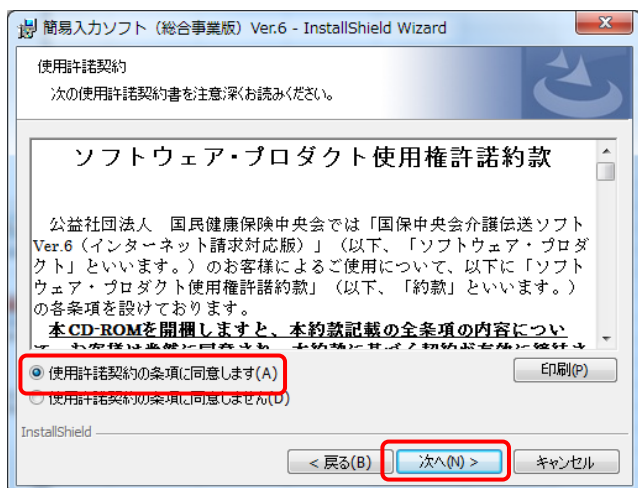 簡易入力ソフト（総合事業版）Ver.6 - InstallShield Wizard
使用許諾契約
次の使用許諾契約書を注意深くお読みください。
ソフトウェア・プロダクト使用権許諾約款
公益社団法人　国民健康保険中央会では「国保中央会介護伝送ソフト
Ver.6（インターネット請求対応版）」（以下、「ソフトウェア・プロダ
クト」といいます。）のお客様によるご使用について、以下に「ソフト
ウェア・プロダクト使用権許諾約款」（以下、「約款」といいます。）
の各条項を設けております。
本CD-ROMを開梱しますと、本約款記載の全条項の内容につい
使用許諾契約の条項に同意します(A)
印刷(P)
使用許諾契約の条項に同意しません(D)
InstallShield
< 戻る(B)
次へ(N) >
キャンセル